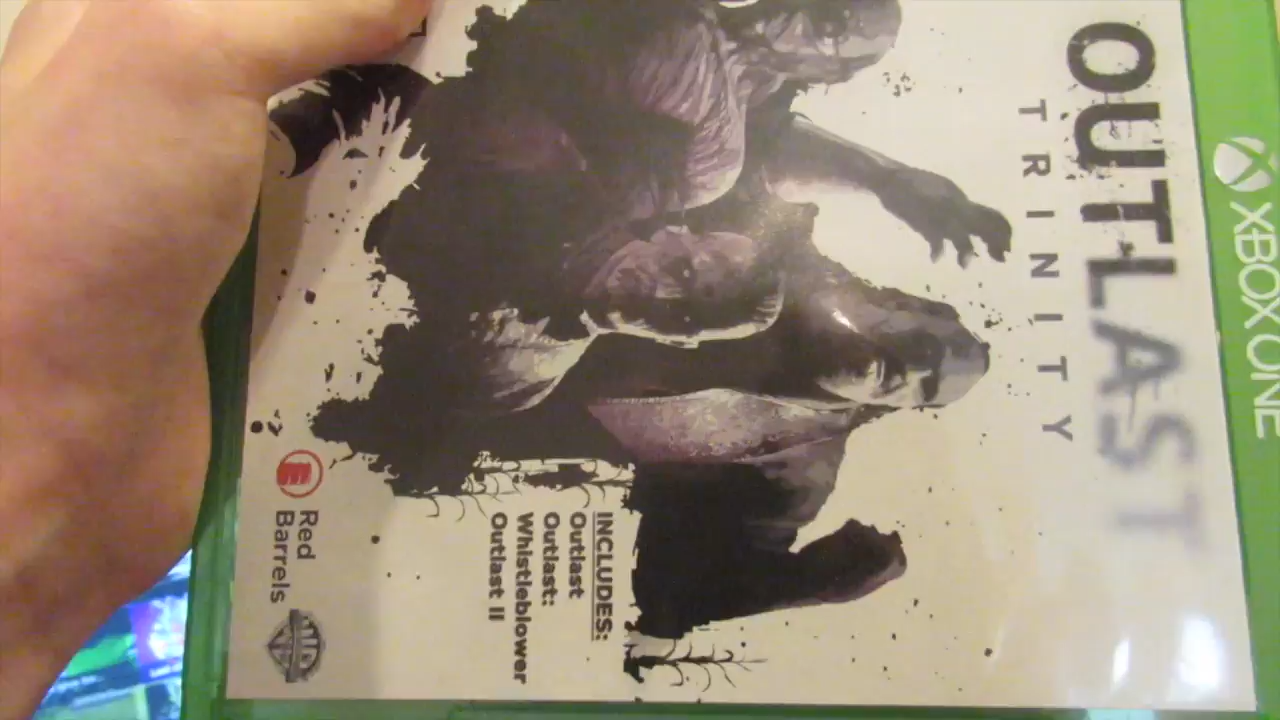 XBOX ONE
OUTLAST
TRINITY
INCLUDES:
Outlast
Outlast:
Whistleblower
Outlast II
Red
Barrels